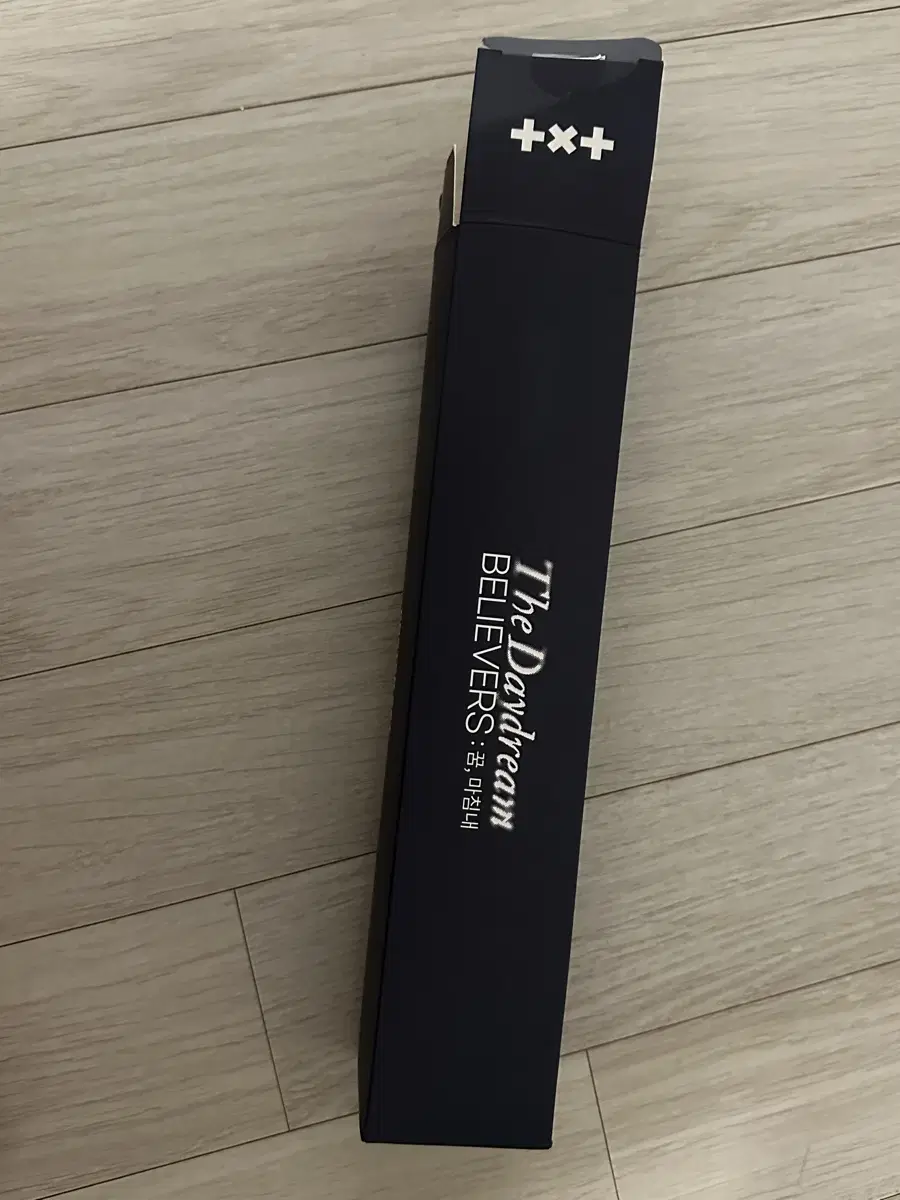 +×+
The Daydream
BELIEVERS : 꿈, 마침내